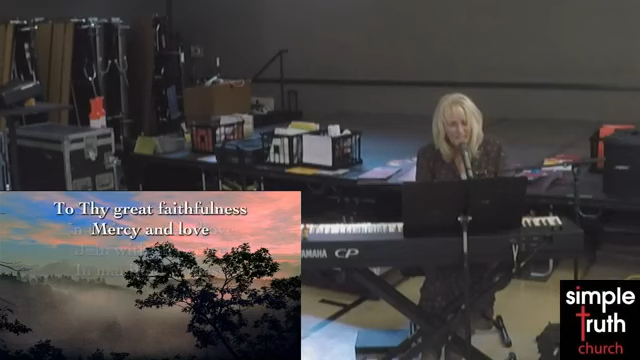 To Thy great faithfulness
Mercy and love
YAMAHA CP
simple
truth
church